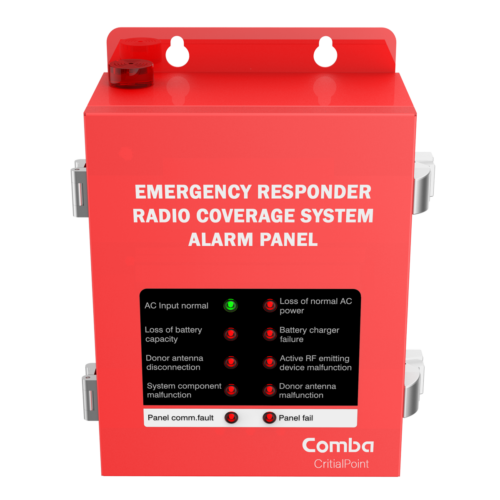 EMERGENCY RESPONDER
RADIO COVERAGE SYSTEM
ALARM PANEL
AC Input normal
Loss of normal AC
power
Loss of battery
capacity
Battery charger
failure
Donor antenna
disconnection
Active RF emitting
device malfunction
System component
malfunction
Donor antenna
malfunction
Panel comm.fault
Panel fail
Comba
CritialPoint